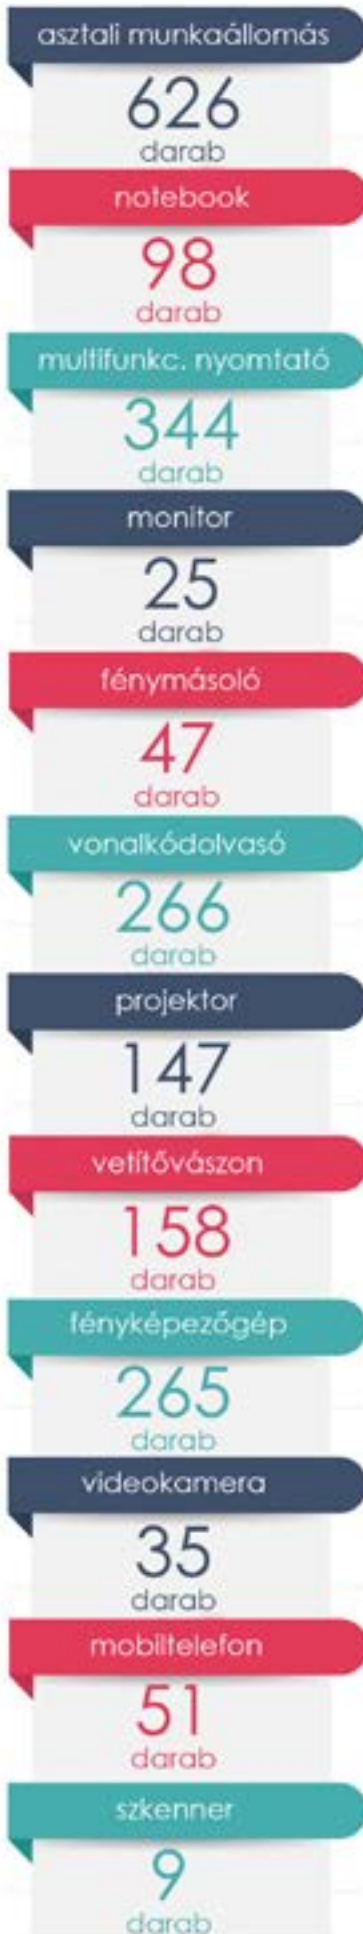 asztali munkaállomás
626
darab
notebook
98
darab
multifunkc. nyomtató
344
darab
monitor
25
darab
fénymásoló
47
darab
vonalkódolvasó
266
darab
projektor
147
darab
vetítővászon
158
darab
fényképezőgép
265
darab
videokamera
35
darab
mobiltelefon
51
darab
szkenner
9
darab